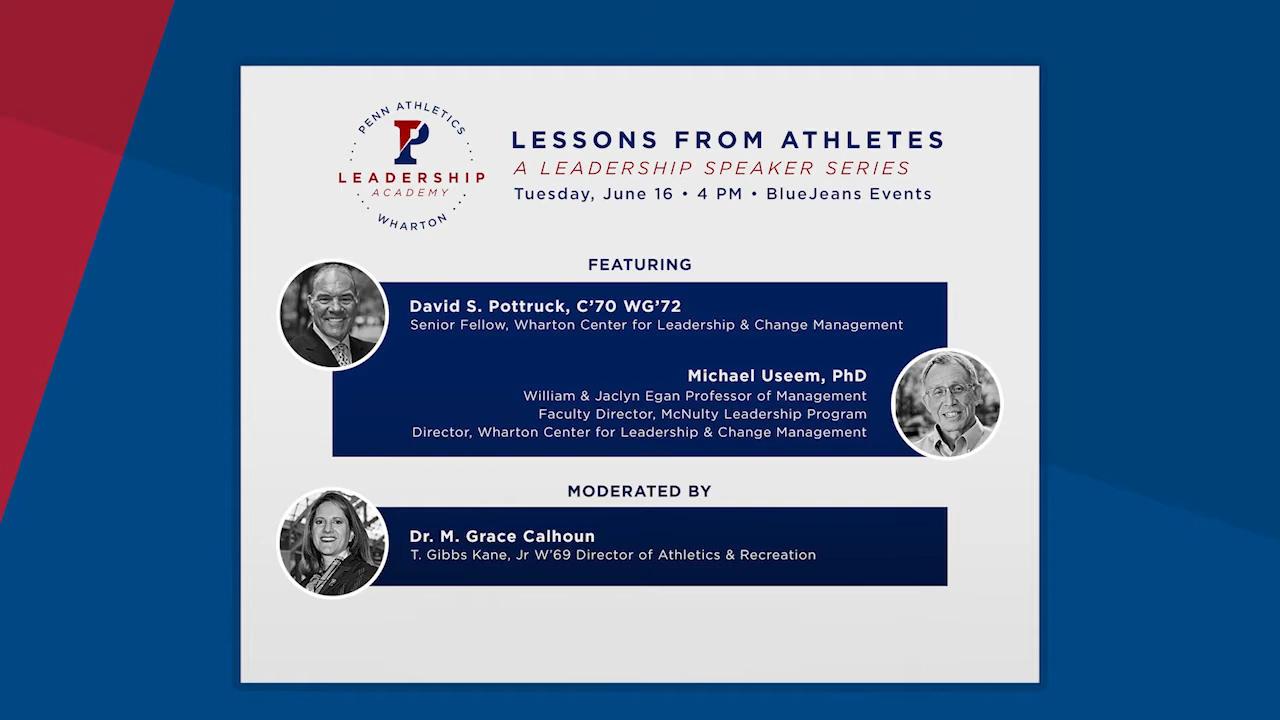 PENN ATHLETICS
P
LEADERSHIP
ACADEMY
WHARTON
LESSONS FROM ATHLETES
A LEADERSHIP SPEAKER SERIES
Tuesday, June 16 • 4 PM • BlueJeans Events
FEATURING
David S. Pottruck, C’70 WG’72
Senior Fellow, Wharton Center for Leadership & Change Management
Michael Useem, PhD
William & Jaclyn Egan Professor of Management
Faculty Director, McNulty Leadership Program
Director, Wharton Center for Leadership & Change Management
MODERATED BY
Dr. M. Grace Calhoun
T. Gibbs Kane, Jr W’69 Director of Athletics & Recreation